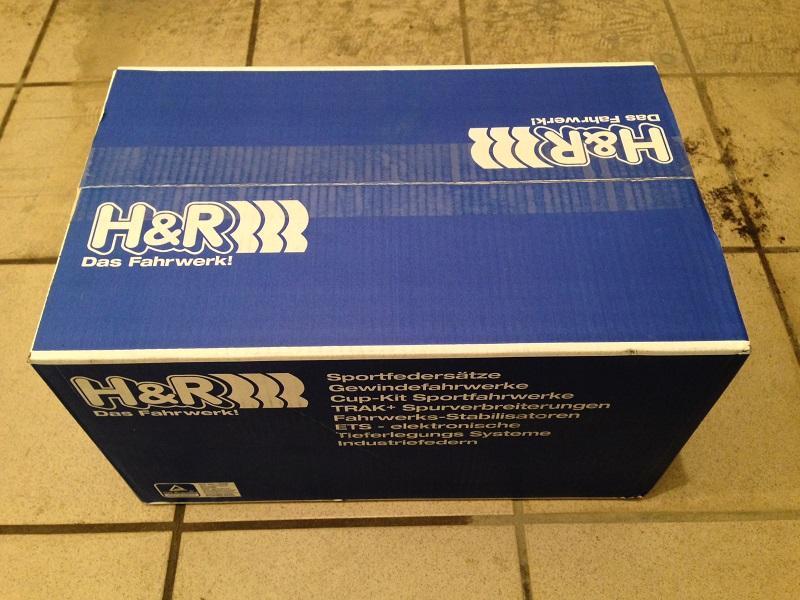 Das Fahrwerk!
H&R
H&R
Das Fahrwerk!
H&R
Das Fahrwerk!
Sportfedersätze
Gewindefahrwerke
Cup-Kit Sportfahrwerke
TRAK+ Spurverbreiterungen
Fahrwerks-Stabilisatoren
ETS - elektronische
Tieferlegungs Systeme
Industriefedern